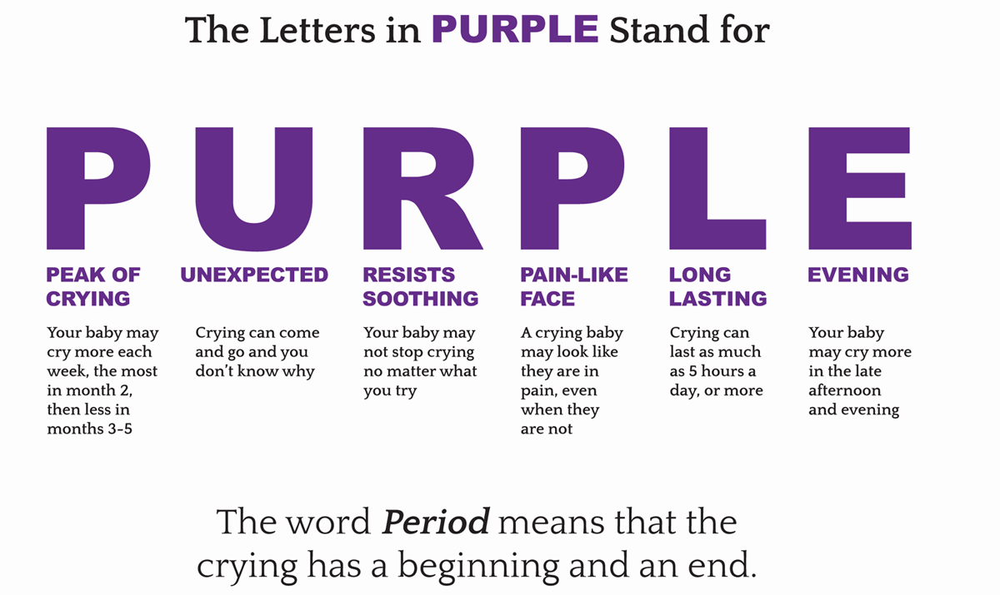 The Letters in PURPLE Stand for
PURPLE
PEAK OF
CRYING
Your baby may
cry more each
week, the most
in month 2,
then less in
months 3-5
UNEXPECTED
Crying can come
and go and you
don’t know why
RESISTS
SOOTHING
Your baby may
not stop crying
no matter what
you try
PAIN-LIKE
FACE
A crying baby
may look like
they are in
pain, even
when they
are not
LONG
LASTING
Crying can
last as much
as 5 hours a
day, or more
EVENING
Your baby
may cry more
in the late
afternoon
and evening
The word Period means that the
crying has a beginning and an end.